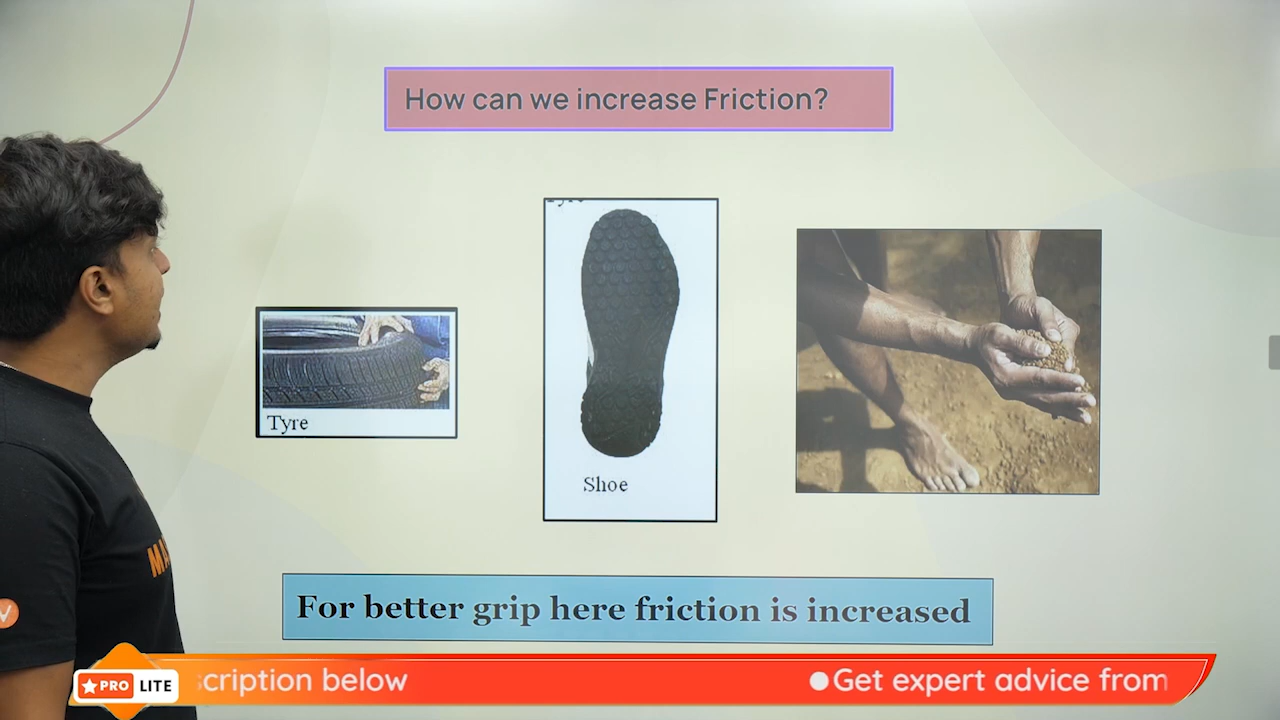 How can we increase Friction?
Tyre
Shoe
For better grip here friction is increased
PRO LITE
scription below
●Get expert advice from